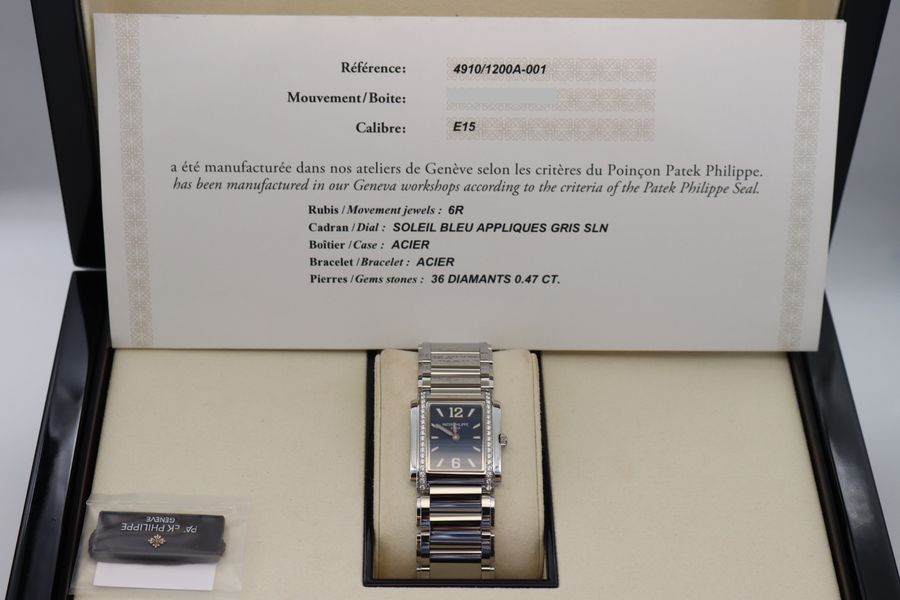 Référence: 4910/1200A-001
Mouvement/Boite:
Calibre: E15
a été manufacturée dans nos ateliers de Genève selon les critères du Poinçon Patek Philippe.
has been manufactured in our Geneva workshops according to the criteria of the Patek Philippe Seal.
Rubis / Movement jewels : 6R
Cadran / Dial : SOLEIL BLEU APPLIQUES GRIS SLN
Boîtier / Case : ACIER
Bracelet / Bracelet : ACIER
Pierres / Gems stones : 36 DIAMANTS 0.47 CT.
12
6
PHILIPPE
GENEVE